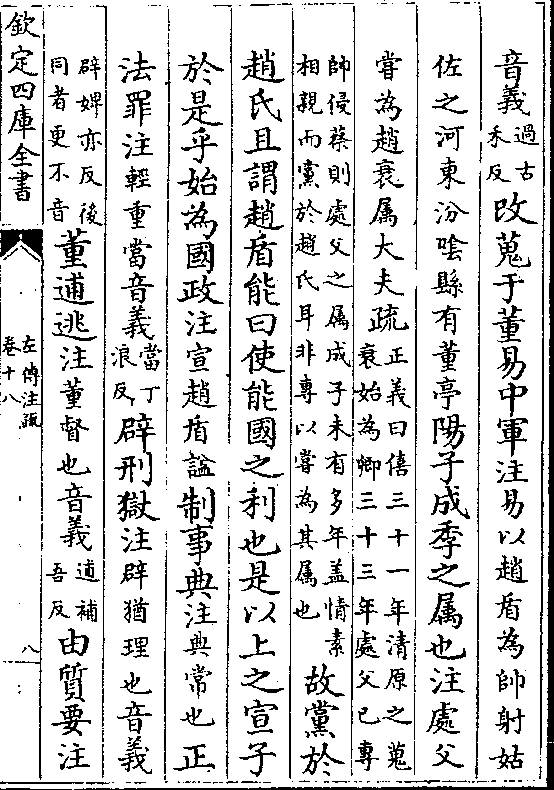 音義過古禾反改蒐于董易中軍注易以趙盾為帥射姑
佐之河東汾隂縣有董亭陽子成季之属也注處父
嘗為趙衰属大夫疏正義曰僖三十一年清原之蒐衰始為卿三十三年處父已專
帥侵蔡則處父之属成子未有多年盖情素相親而黨於趙氏耳非專以嘗為其属也故黨於
趙氏且謂趙盾能曰使能國之利也是以上之宣子
於是乎始為國政注宣趙盾諡制事典注典常也正
法罪注輕重當音義當丁浪反辟刑獄注辟猶理也音義
辟婢亦反後同者更不音董逋逃注董督也音義逋補吾反由質要注
欽定四庫全書
左傳注疏
卷十八
八